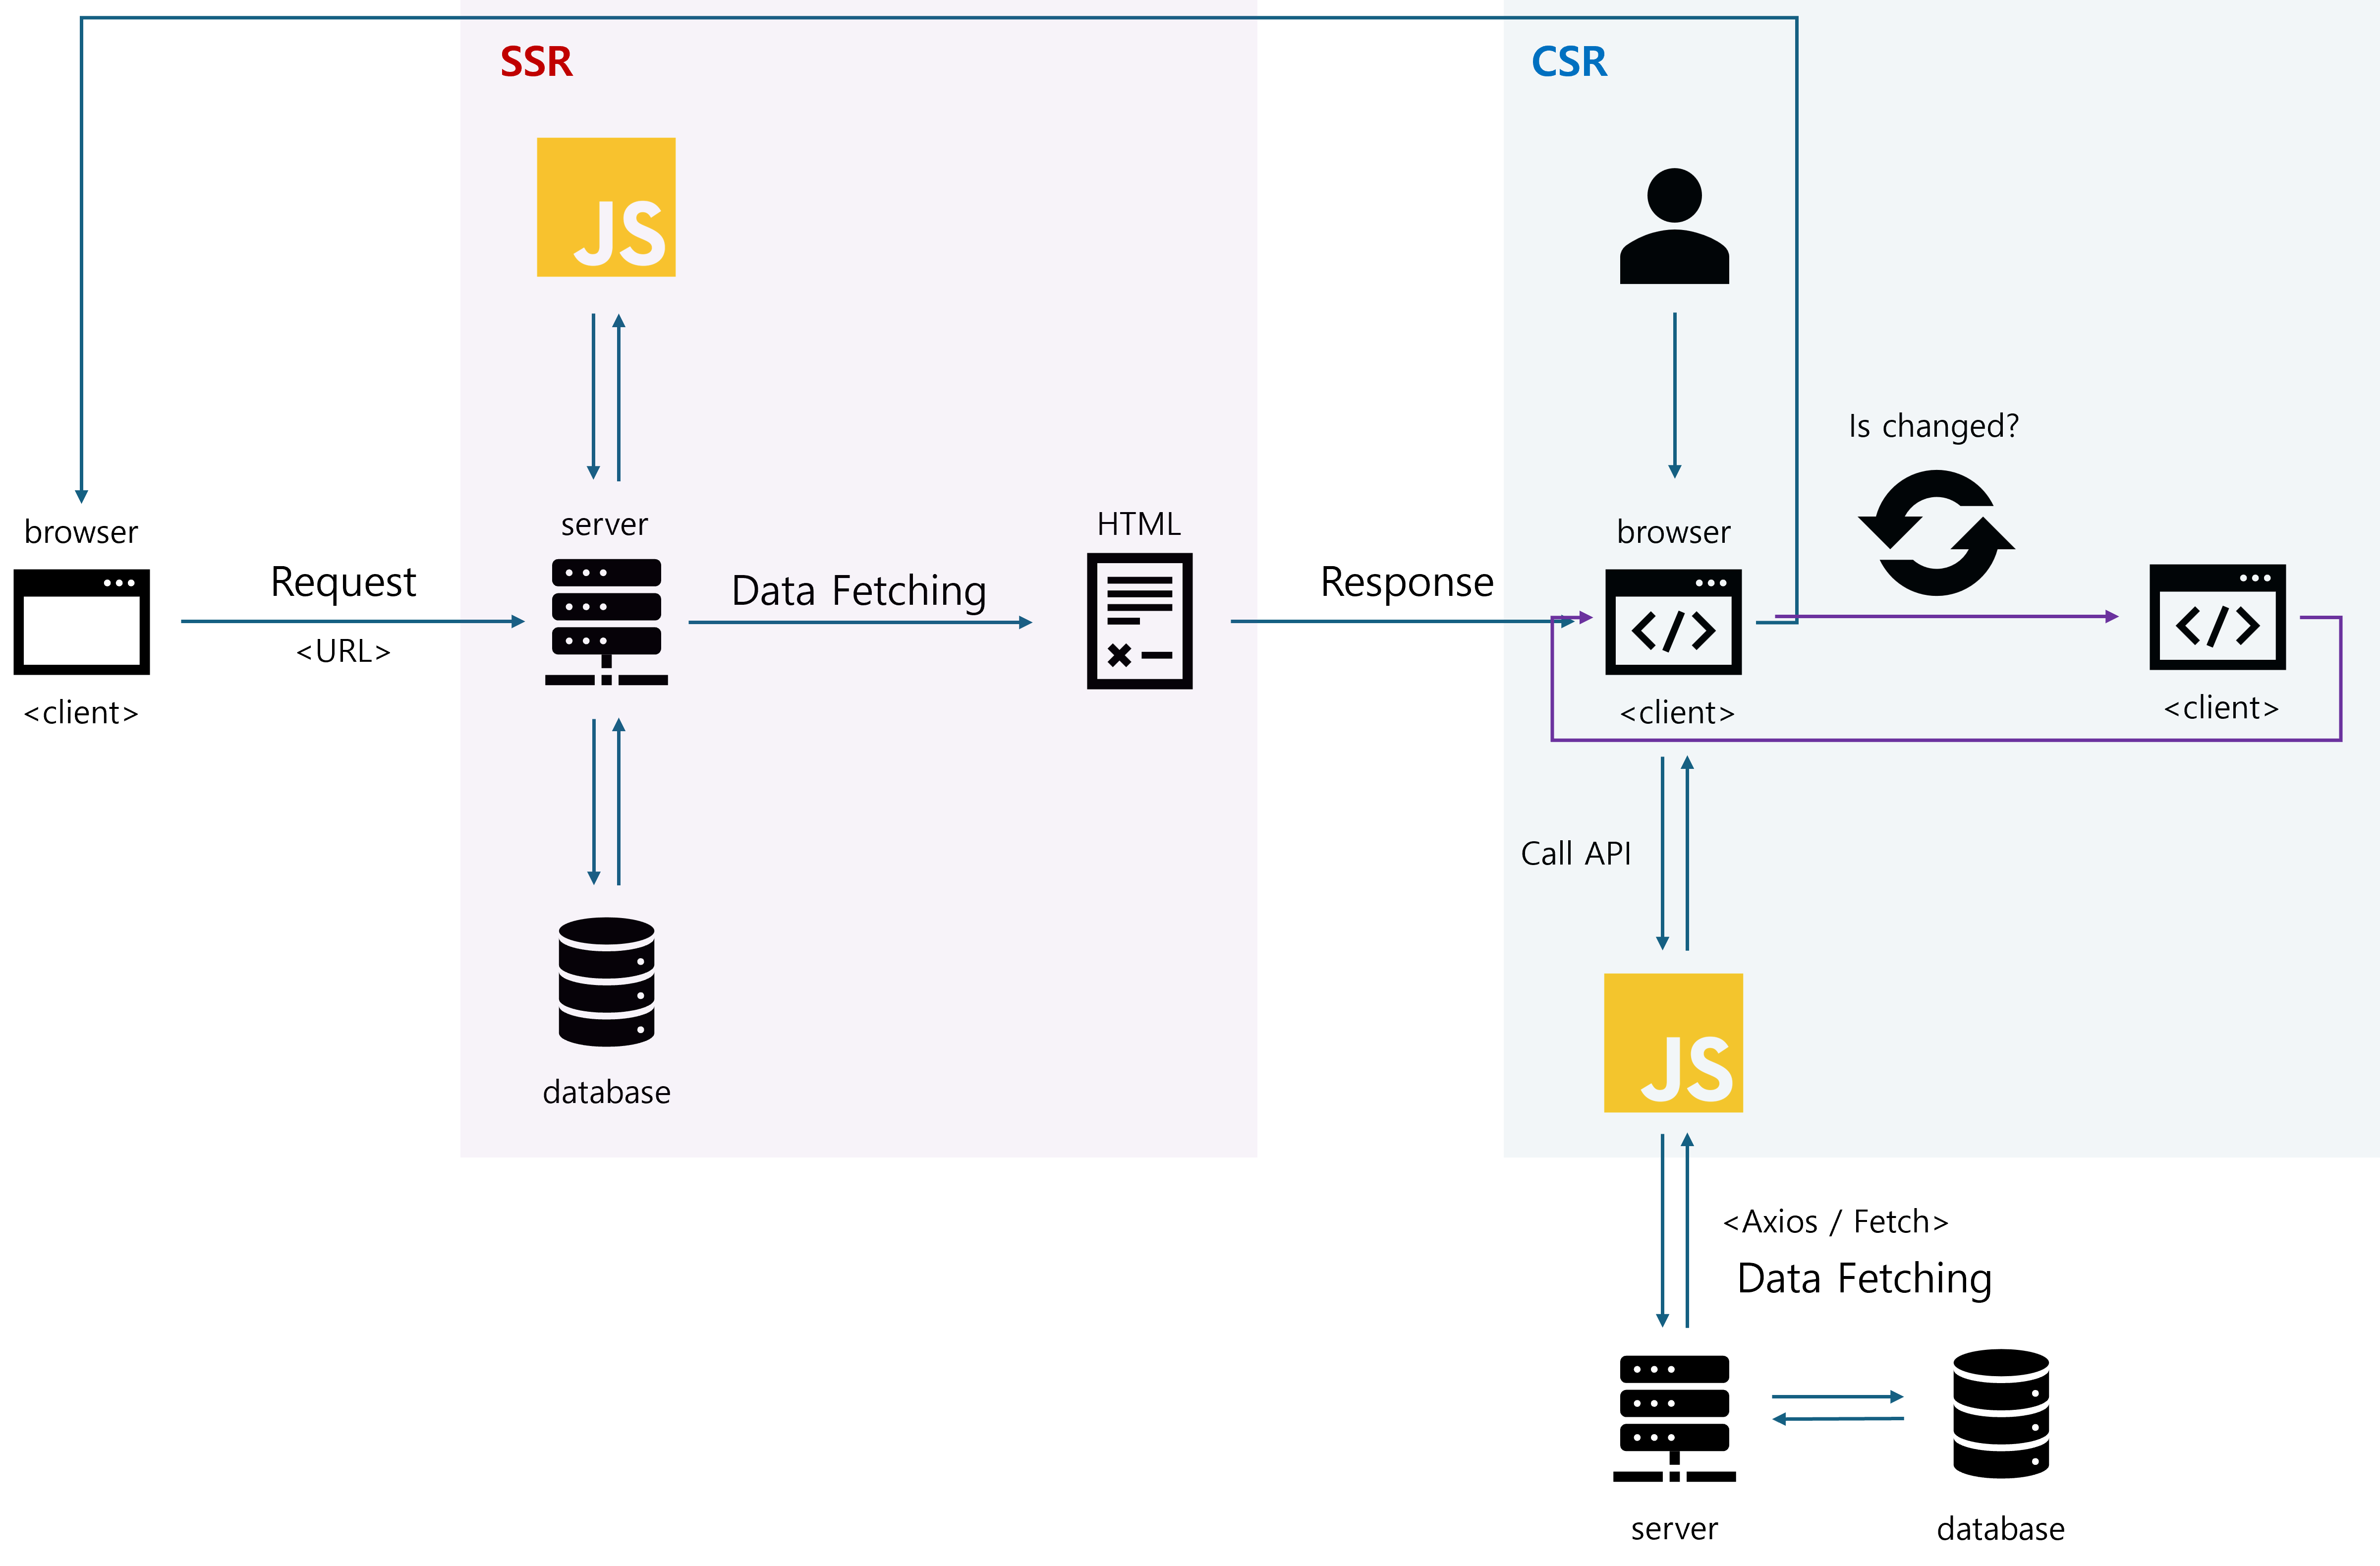 SSR
CSR
JS
Is changed?
browser
server
HTML
browser
Request
Data Fetching
Response
<URL>
<client>
<client>
<client>
Call API
database
JS
<Axios / Fetch>
Data Fetching
server
database